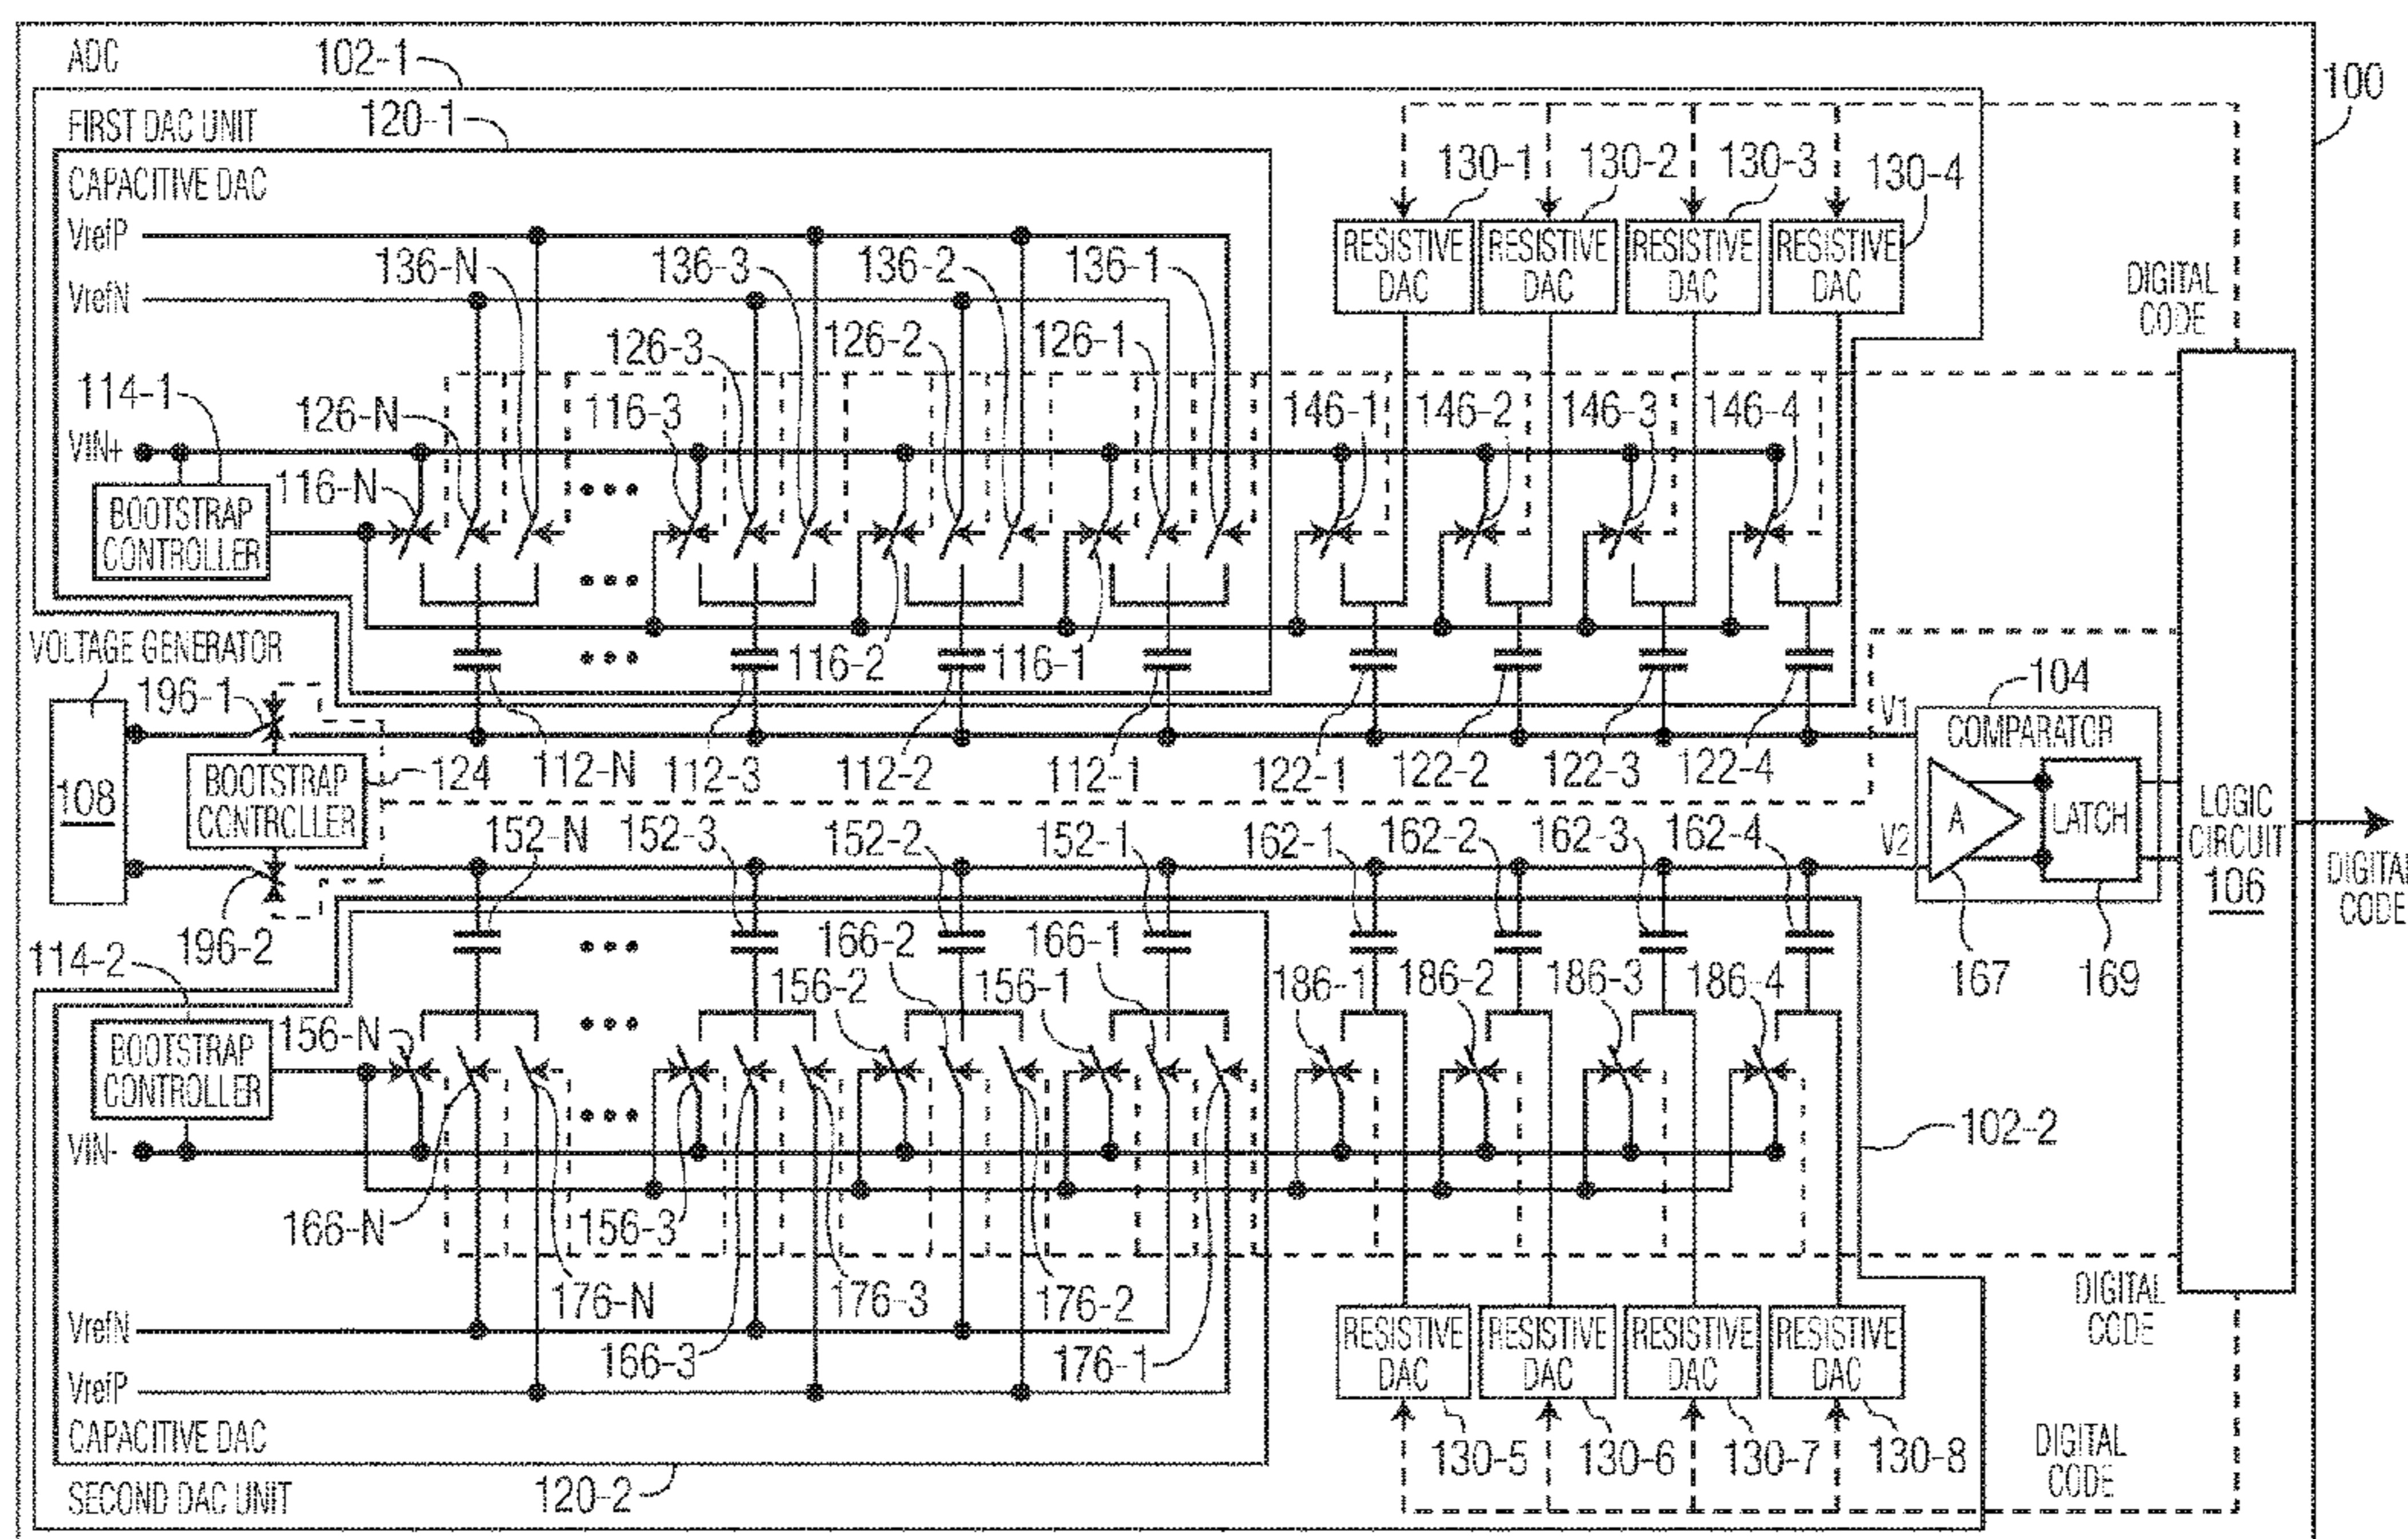 ADC
102-1
100
FIRST DAC UNIT
120-1
CAPACITIVE DAC
130-1
130-2
130-3
130-4
VrefP
RESISTIVE DAC
RESISTIVE DAC
RESISTIVE DAC
RESISTIVE DAC
136-N
136-3
136-2
136-1
VrefN
DIGITAL CODE
126-3
126-2
126-1
114-1
126-N
116-3
146-1
146-2
146-3
146-4
VIN+
116-N
BOOTSTRAP CONTROLLER
VOLTAGE GENERATOR
116-2
116-1
196-1
104
V1
COMPARATOR
BOOTSTRAP CONTROLLER
124
112-N
112-3
112-2
112-1
122-1
122-2
122-3
122-4
108
A
LATCH
LOGIC CIRCUIT
106
DIGITAL CODE
152-N
152-3
152-2
152-1
162-1
162-2
162-3
162-4
V2
196-2
114-2
166-2
166-1
167
169
156-2
156-1
186-1
186-2
186-3
186-4
BOOTSTRAP CONTROLLER
156-N
VIN-
102-2
166-N
156-3
176-N
176-3
176-2
DIGITAL CODE
VrefN
166-3
176-1
RESISTIVE DAC
RESISTIVE DAC
RESISTIVE DAC
RESISTIVE DAC
VrefP
CAPACITIVE DAC
130-5
130-6
130-7
130-8
DIGITAL CODE
SECOND DAC UNIT
120-2